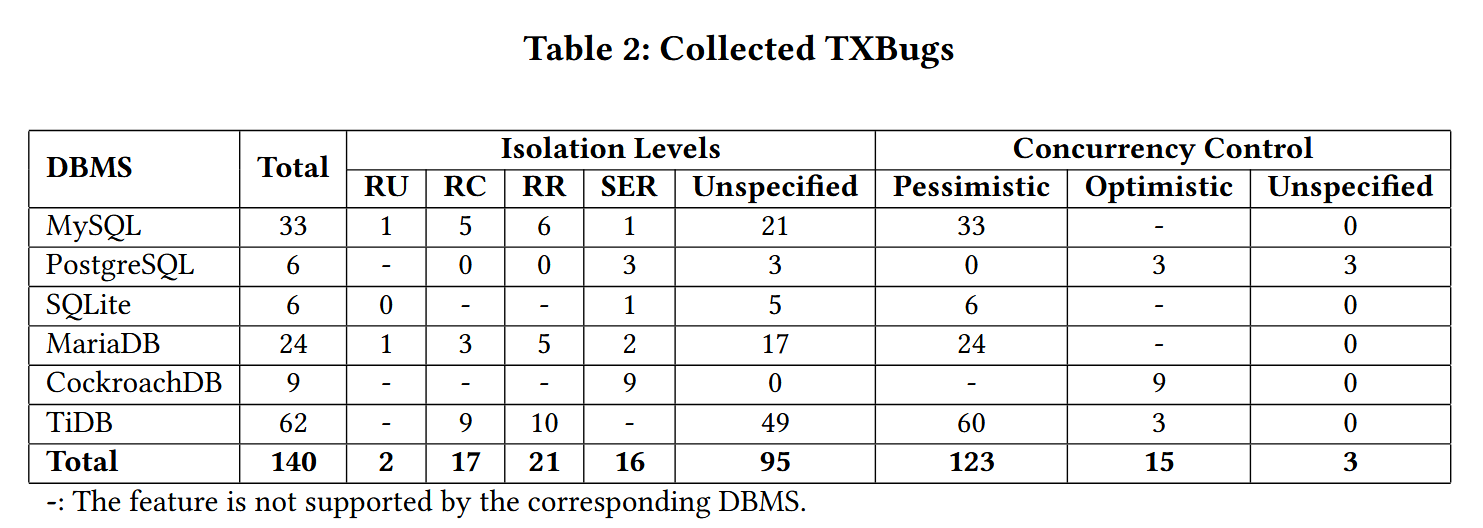 Table 2: Collected TXBugs
DBMS Total Isolation Levels Concurrency Control
RU RC RR SER Unspecified Pessimistic Optimistic Unspecified
MySQL 33 1 5 6 1 21 33 - 0
PostgreSQL 6 - 0 0 3 3 0 3 3
SQLite 6 0 - - 1 5 6 - 0
MariaDB 24 1 3 5 2 17 24 - 0
CockroachDB 9 - - - 9 0 - 9 0
TiDB 62 - 9 10 - 49 60 3 0
Total 140 2 17 21 16 95 123 15 3
-: The feature is not supported by the corresponding DBMS.